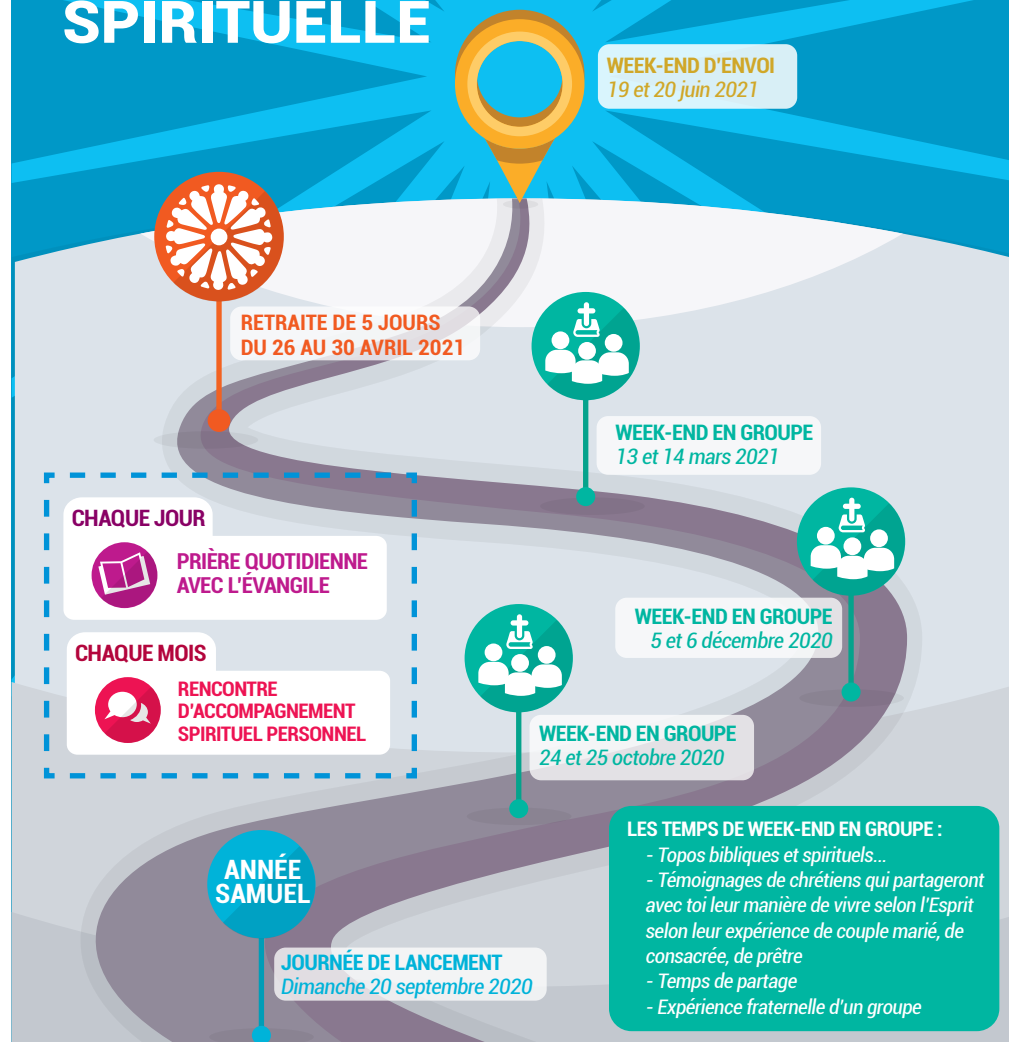 SPIRITUELLE
WEEK-END D'ENVOI
19 et 20 juin 2021
RETRAITE DE 5 JOURS
DU 26 AU 30 AVRIL 2021
WEEK-END EN GROUPE
13 et 14 mars 2021
CHAQUE JOUR
PRIÈRE QUOTIDIENNE
AVEC L'ÉVANGILE
CHAQUE MOIS
RENCONTRE
D'ACCOMPAGNEMENT
SPIRITUEL PERSONNEL
WEEK-END EN GROUPE
5 et 6 décembre 2020
WEEK-END EN GROUPE
24 et 25 octobre 2020
LES TEMPS DE WEEK-END EN GROUPE :
- Topos bibliques et spirituels...
- Témoignages de chrétiens qui partageront
avec toi leur manière de vivre selon l'Esprit
selon leur expérience de couple marié, de
consacrée, de prêtre
- Temps de partage
- Expérience fraternelle d'un groupe
ANNÉE
SAMUEL
JOURNÉE DE LANCEMENT
Dimanche 20 septembre 2020